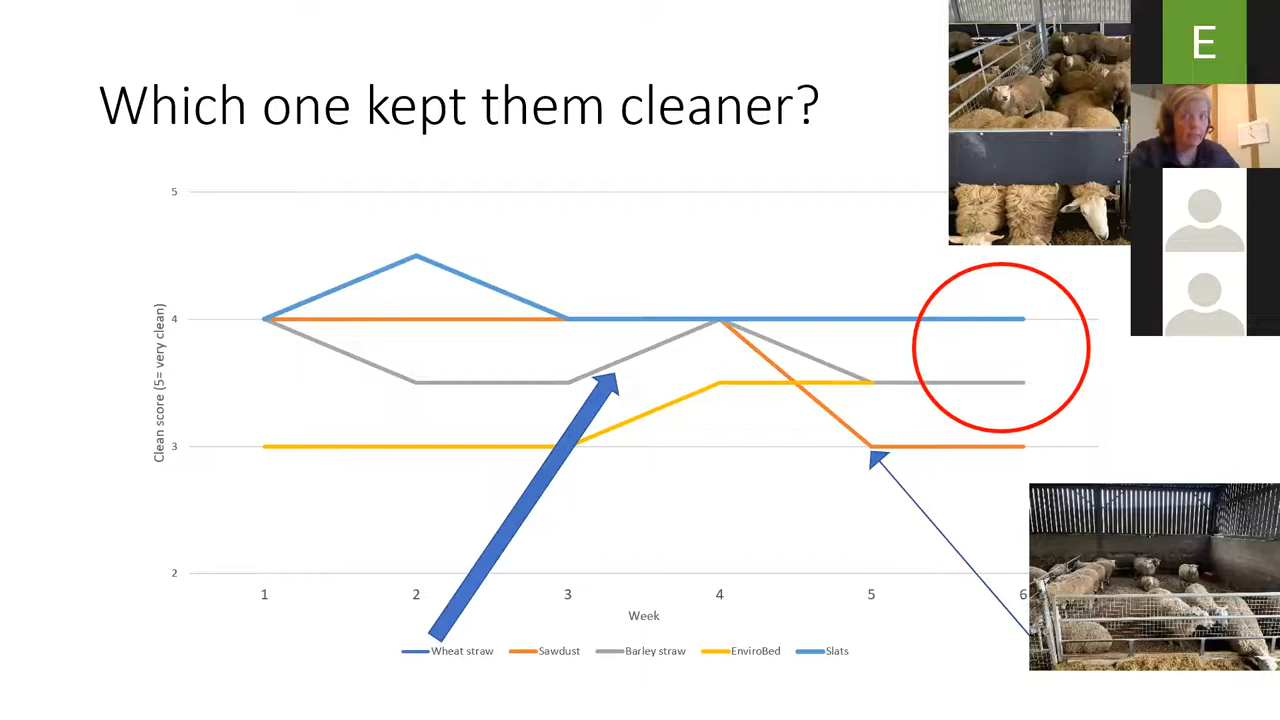 Which one kept them cleaner?
E
5
4
3
2
Clean score (5= very clean)
1 2 3 4 5 6
Week
Wheat straw Sawdust Barley straw EnviroBed Slats